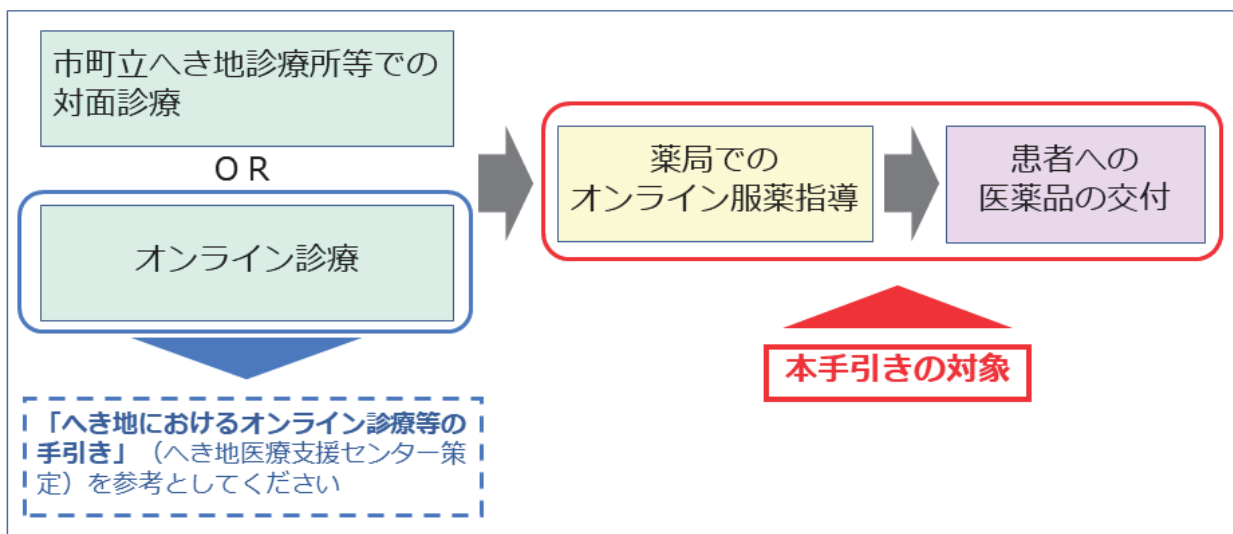 市町立へき地診療所等での
対面診療
OR
オンライン診療
「へき地におけるオンライン診療等の
手引き」（へき地医療支援センター策
定）を参考としてください
薬局での
オンライン服薬指導
患者への
医薬品の交付
本手引きの対象